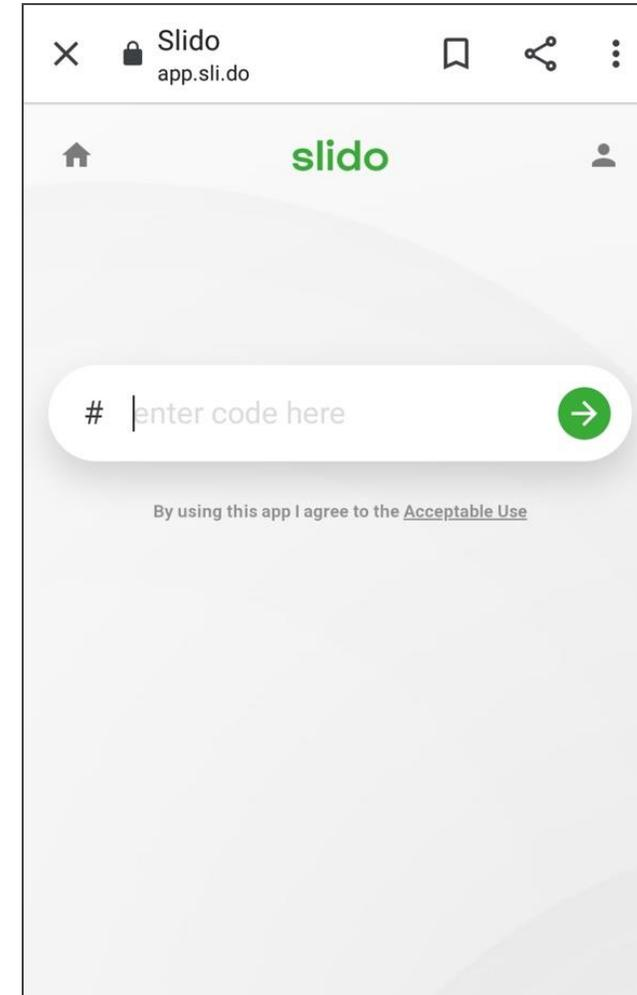 Slido
app.sli.do
slido
# enter code here
By using this app I agree to the Acceptable Use